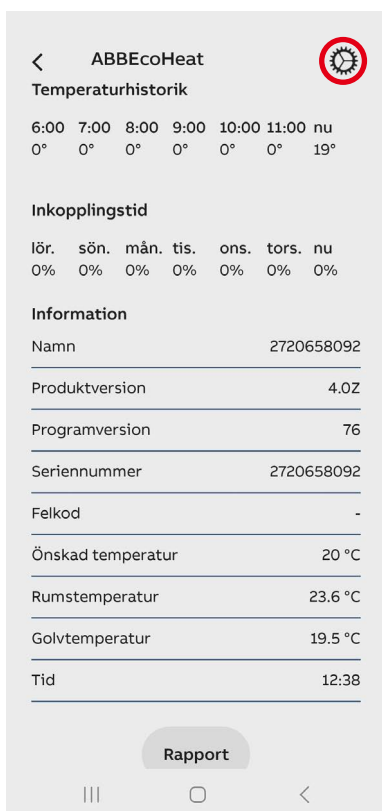 ABBEcoHeat
Temperaturhistorik
6:00 7:00 8:00 9:00 10:00 11:00 nu
0° 0° 0° 0° 0° 0° 19°
Inkopplingstid
lör. sön. mån. tis. ons. tors. nu
0% 0% 0% 0% 0% 0% 0%
Information
Namn 2720658092
Produktversion 4.0Z
Programversion 76
Seriennummer 2720658092
Felkod -
Önskad temperatur 20 °C
Rumstemperatur 23.6 °C
Golvtemperatur 19.5 °C
Tid 12:38
Rapport